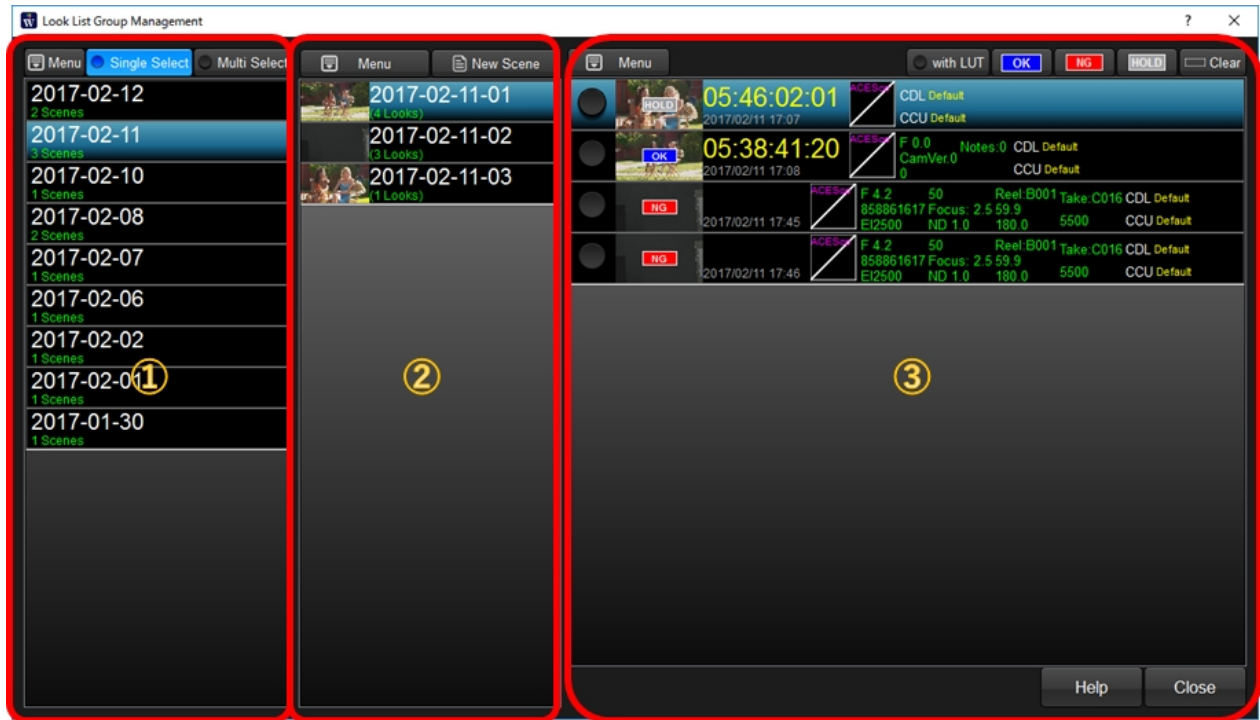 Look List Group Management ? ×
Menu Single Select Multi Select
2017-02-12
2 Scenes
2017-02-11
3 Scenes
2017-02-10
1 Scenes
2017-02-08
2 Scenes
2017-02-07
1 Scenes
2017-02-06
1 Scenes
2017-02-02
1 Scenes
2017-02-01
1 Scenes
2017-01-30
1 Scenes
①
Menu New Scene
2017-02-11-01
(4 Looks)
2017-02-11-02
(3 Looks)
2017-02-11-03
(1 Looks)
②
Menu with LUT OK NG HOLD Clear
HOLD 05:46:02:01 CDL Default
2017/02/11 17:07 CCU Default
OK 05:38:41:20 F 0.0 Notes:0 CDL Default
CamVer.0
2017/02/11 17:08 0 CCU Default
NG F 4.2 50 Reel:B001 Take:C016 CDL Default
858861617 Focus: 2.5 59.9
2017/02/11 17:45 EI2500 ND 1.0 180.0 5500 CCU Default
NG F 4.2 50 Reel:B001 Take:C016 CDL Default
858861617 Focus: 2.5 59.9
2017/02/11 17:46 EI2500 ND 1.0 180.0 5500 CCU Default
③
Help Close